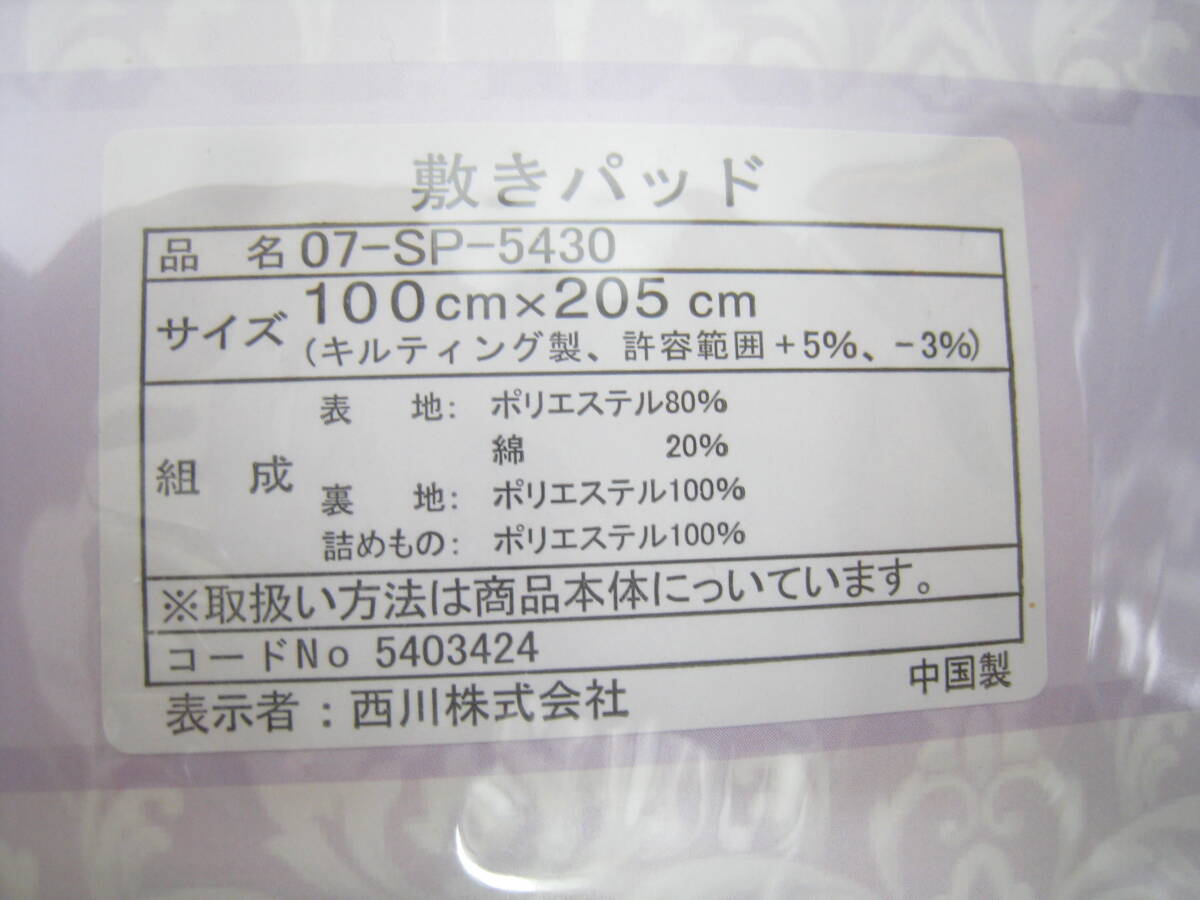 敷きパッド
品 名 07-SP-5430
サイズ 100cm×205cm
(キルティング製、許容範囲+5%、-3%)
組 成
表 地: ポリエステル80%
綿 20%
裏 地: ポリエステル100%
詰めもの: ポリエステル100%
※取扱い方法は商品本体についています。
コードNo 5403424
表示者:西川株式会社
中国製